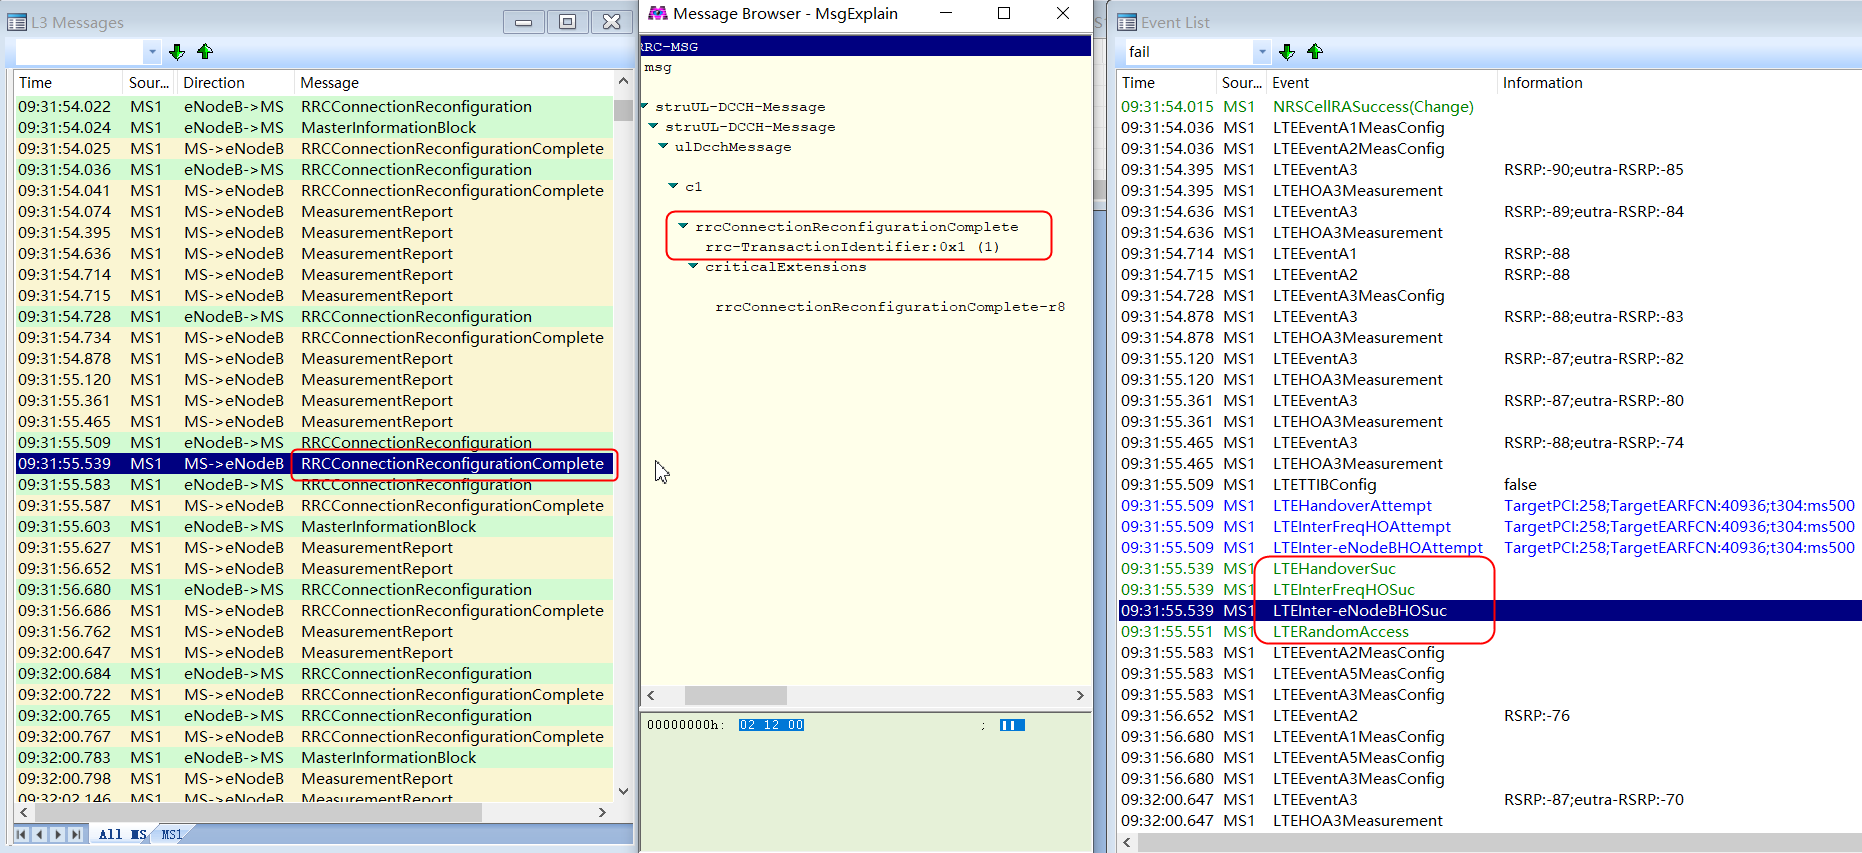 L3 Messages
Time Sour... Direction Message
09:31:54.022 MS1 eNodeB->MS RRCConnectionReconfiguration
09:31:54.024 MS1 eNodeB->MS MasterInformationBlock
09:31:54.025 MS1 MS->eNodeB RRCConnectionReconfigurationComplete
09:31:54.036 MS1 eNodeB->MS RRCConnectionReconfiguration
09:31:54.041 MS1 MS->eNodeB RRCConnectionReconfigurationComplete
09:31:54.074 MS1 MS->eNodeB MeasurementReport
09:31:54.395 MS1 MS->eNodeB MeasurementReport
09:31:54.636 MS1 MS->eNodeB MeasurementReport
09:31:54.714 MS1 MS->eNodeB MeasurementReport
09:31:54.715 MS1 MS->eNodeB MeasurementReport
09:31:54.728 MS1 eNodeB->MS RRCConnectionReconfiguration
09:31:54.734 MS1 MS->eNodeB RRCConnectionReconfigurationComplete
09:31:54.878 MS1 MS->eNodeB MeasurementReport
09:31:55.120 MS1 MS->eNodeB MeasurementReport
09:31:55.361 MS1 MS->eNodeB MeasurementReport
09:31:55.465 MS1 MS->eNodeB MeasurementReport
09:31:55.509 MS1 eNodeB->MS RRCConnectionReconfiguration
09:31:55.539 MS1 MS->eNodeB RRCConnectionReconfigurationComplete
09:31:55.583 MS1 eNodeB->MS RRCConnectionReconfiguration
09:31:55.587 MS1 MS->eNodeB RRCConnectionReconfigurationComplete
09:31:55.603 MS1 eNodeB->MS MasterInformationBlock
09:31:55.627 MS1 MS->eNodeB MeasurementReport
09:31:56.652 MS1 MS->eNodeB MeasurementReport
09:31:56.680 MS1 eNodeB->MS RRCConnectionReconfiguration
09:31:56.686 MS1 MS->eNodeB RRCConnectionReconfigurationComplete
09:31:56.762 MS1 MS->eNodeB MeasurementReport
09:32:00.647 MS1 MS->eNodeB MeasurementReport
09:32:00.684 MS1 eNodeB->MS RRCConnectionReconfiguration
09:32:00.722 MS1 MS->eNodeB RRCConnectionReconfigurationComplete
09:32:00.765 MS1 eNodeB->MS RRCConnectionReconfiguration
09:32:00.767 MS1 MS->eNodeB RRCConnectionReconfigurationComplete
09:32:00.783 MS1 eNodeB->MS MasterInformationBlock
09:32:00.798 MS1 MS->eNodeB MeasurementReport
09:32:02.146 MS1 MS->eNodeB MeasurementReport
All MS MS1
Message Browser - MsgExplain
RRC-MSG
msg
struUL-DCCH-Message
struUL-DCCH-Message
ulDcchMessage
c1
rrcConnectionReconfigurationComplete
rrc-TransactionIdentifier:0x1 (1)
criticalExtensions
rrcConnectionReconfigurationComplete-r8
00000000h: 02 12 00 ;
Event List
fail
Time Sour... Event Information
09:31:54.015 MS1 NRSCellRASuccess(Change)
09:31:54.036 MS1 LTEEventA1MeasConfig
09:31:54.036 MS1 LTEEventA2MeasConfig
09:31:54.395 MS1 LTEEventA3 RSRP:-90;eutra-RSRP:-85
09:31:54.395 MS1 LTEHOA3Measurement
09:31:54.636 MS1 LTEEventA3 RSRP:-89;eutra-RSRP:-84
09:31:54.636 MS1 LTEHOA3Measurement
09:31:54.714 MS1 LTEEventA1 RSRP:-88
09:31:54.715 MS1 LTEEventA2 RSRP:-88
09:31:54.728 MS1 LTEEventA3MeasConfig
09:31:54.878 MS1 LTEEventA3 RSRP:-88;eutra-RSRP:-83
09:31:54.878 MS1 LTEHOA3Measurement
09:31:55.120 MS1 LTEEventA3 RSRP:-87;eutra-RSRP:-82
09:31:55.120 MS1 LTEHOA3Measurement
09:31:55.361 MS1 LTEEventA3 RSRP:-87;eutra-RSRP:-80
09:31:55.361 MS1 LTEHOA3Measurement
09:31:55.465 MS1 LTEEventA3 RSRP:-88;eutra-RSRP:-74
09:31:55.465 MS1 LTEHOA3Measurement
09:31:55.509 MS1 LTETTIBConfig false
09:31:55.509 MS1 LTEHandoverAttempt TargetPCI:258;TargetEARFCN:40936;t304:ms500
09:31:55.509 MS1 LTEInterFreqHOAttempt TargetPCI:258;TargetEARFCN:40936;t304:ms500
09:31:55.509 MS1 LTEInter-eNodeBHOAttempt TargetPCI:258;TargetEARFCN:40936;t304:ms500
09:31:55.539 MS1 LTEHandoverSuc
09:31:55.539 MS1 LTEInterFreqHOSuc
09:31:55.539 MS1 LTEInter-eNodeBHOSuc
09:31:55.551 MS1 LTERandomAccess
09:31:55.583 MS1 LTEEventA2MeasConfig
09:31:55.583 MS1 LTEEventA5MeasConfig
09:31:55.583 MS1 LTEEventA3MeasConfig
09:31:56.652 MS1 LTEEventA2 RSRP:-76
09:31:56.680 MS1 LTEEventA1MeasConfig
09:31:56.680 MS1 LTEEventA5MeasConfig
09:31:56.680 MS1 LTEEventA3MeasConfig
09:32:00.647 MS1 LTEEventA3 RSRP:-87;eutra-RSRP:-70
09:32:00.647 MS1 LTEHOA3Measurement